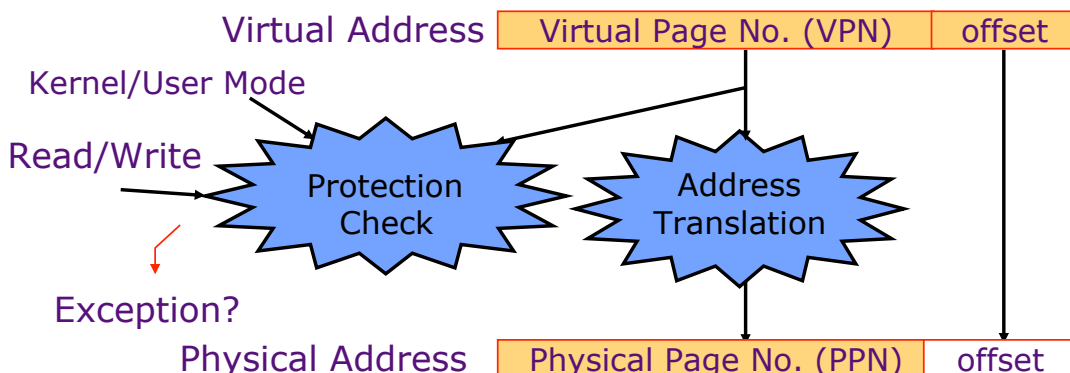 Virtual Address Virtual Page No. (VPN) offset
Kernel/User Mode
Read/Write
Protection
Check
Address
Translation
Exception?
Physical Address Physical Page No. (PPN) offset